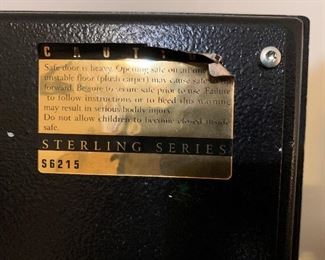 CAUTION
Safe door is heavy. Opening safe on an
unstable floor (plush carpet) may cause safe
forward. Be sure to secure safe prior to use. Failure
to follow instructions or to heed this warning
may result in serious bodily injury.
Do not allow children to become closed inside
safe.
STERLING SERIES
S6215